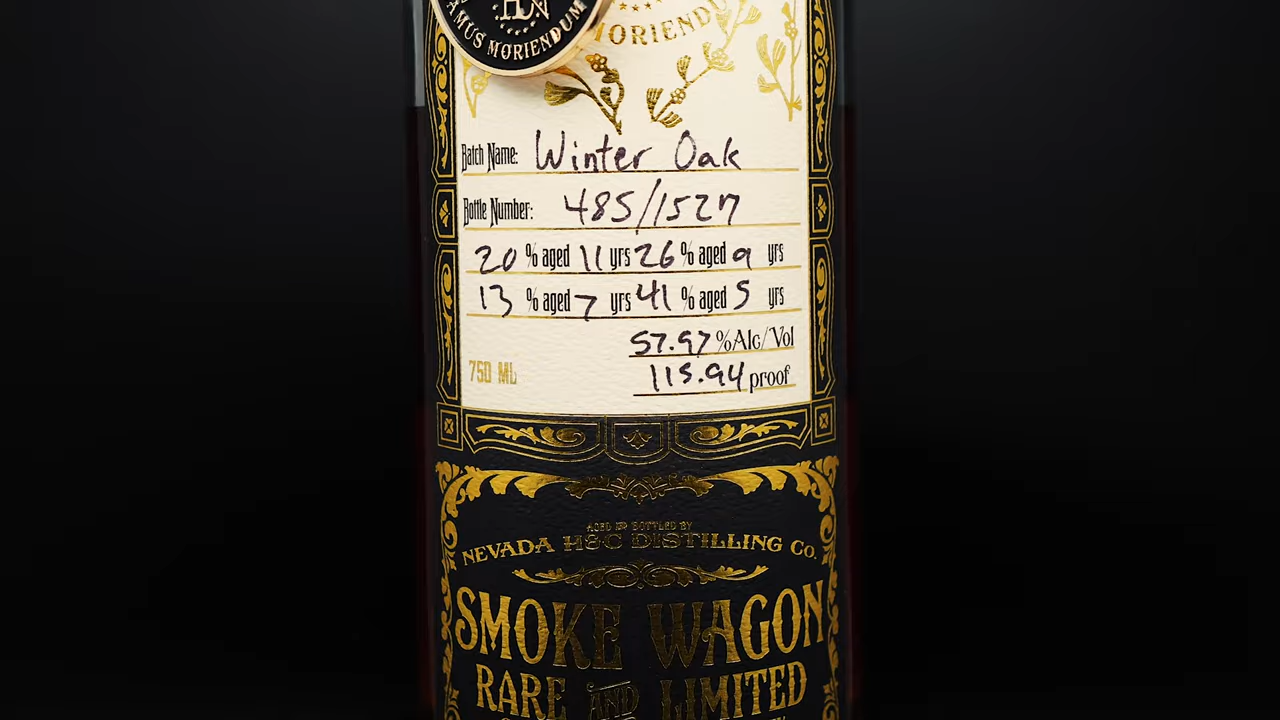 AMUS MORIENDUM
MORIENDU
Batch Name: Winter Oak
Bottle Number: 485/1527
20 % aged 11 yrs 26 % aged 9 yrs
13 % aged 7 yrs 41 % aged 5 yrs
57.97 %Alc/Vol
750 ML
115.94 proof
AGED AND BOTTLED BY
NEVADA H&C DISTILLING Co.
SMOKE WAGON
RARE AND LIMITED